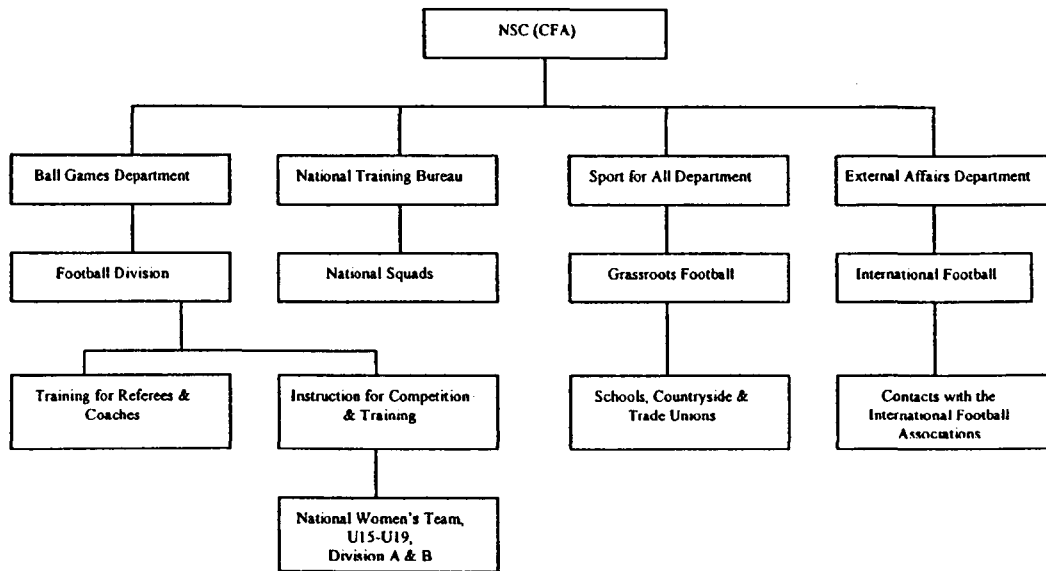 NSC (CFA)
Ball Games Department
National Training Bureau
Sport for All Department
External Affairs Department
Football Division
National Squads
Grassroots Football
International Football
Training for Referees &
Coaches
Instruction for Competition
& Training
Schools, Countryside &
Trade Unions
Contacts with the
International Football
Associations
National Women's Team,
U15-U19,
Division A & B